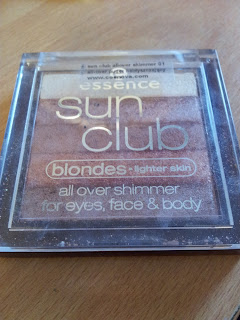 essence
sun
club
blondes - lighter skin
all over shimmer
for eyes, face & body